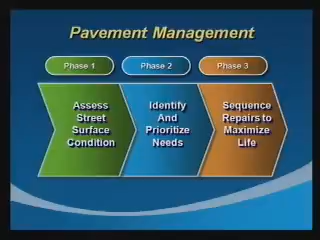 Pavement Management
Phase 1
Phase 2
Phase 3
Assess
Street
Surface
Condition
Identify
And
Prioritize
Needs
Sequence
Repairs to
Maximize
Life